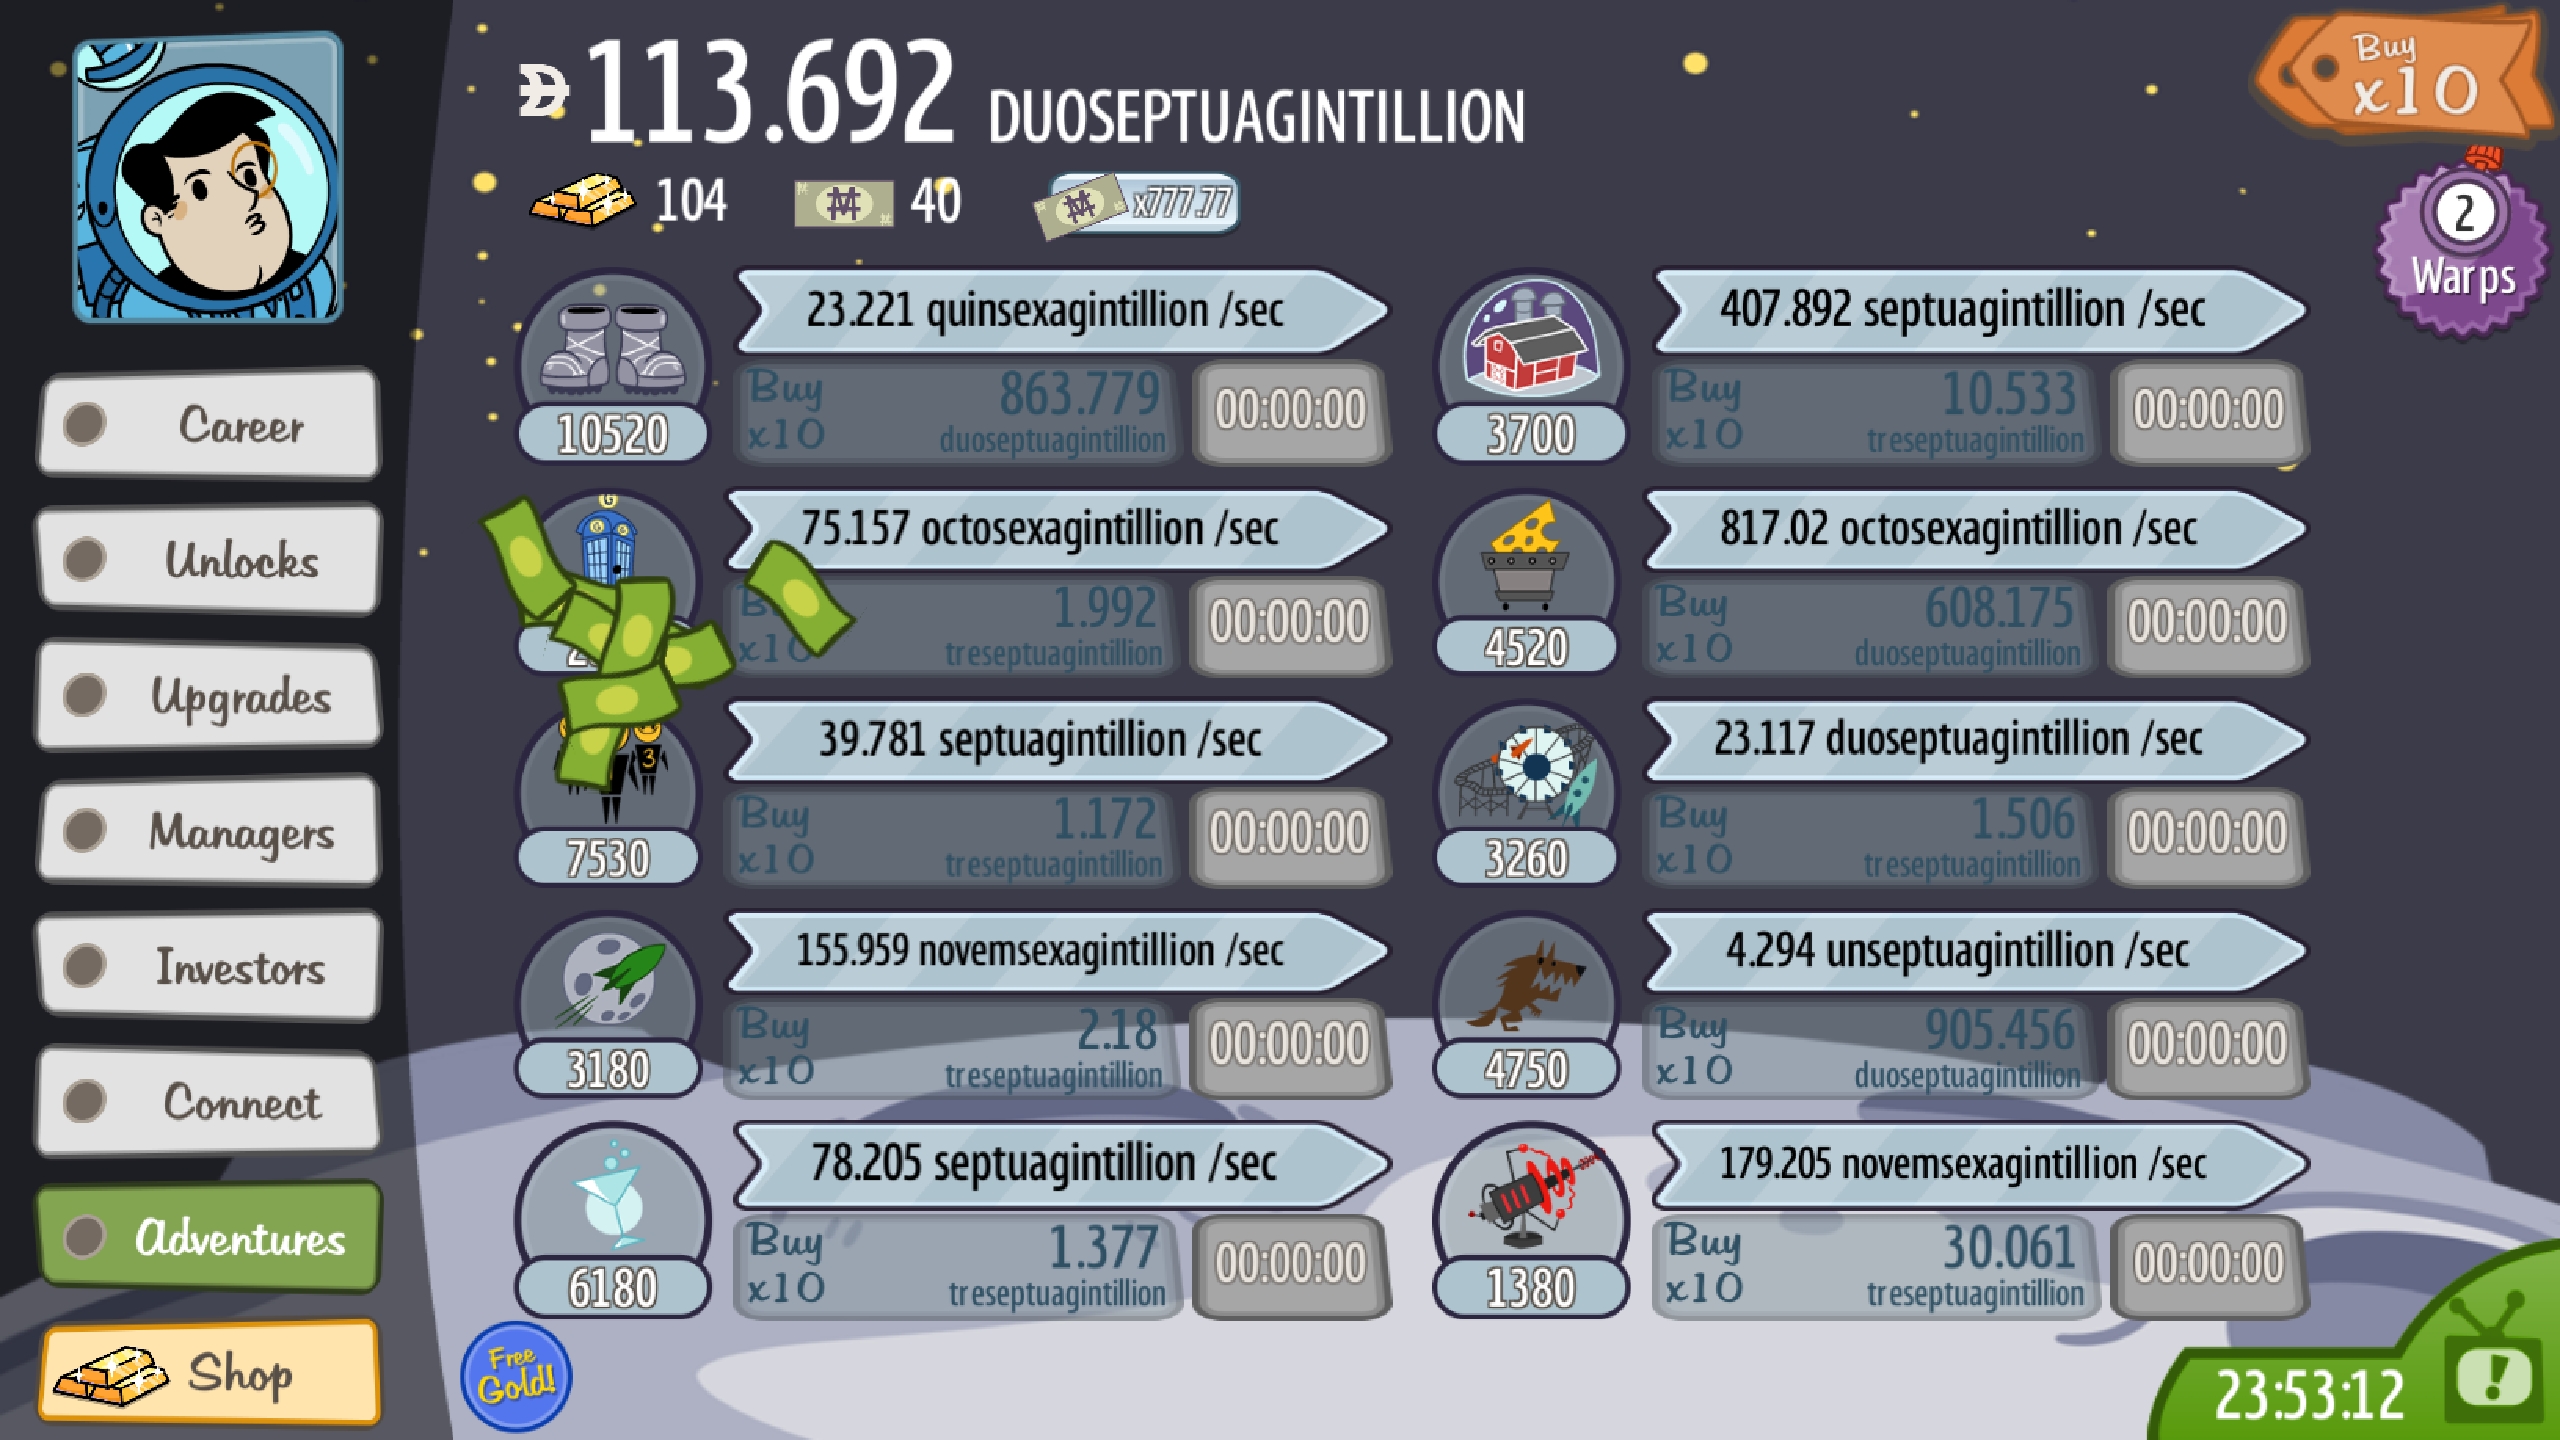 113.692 DUOSEPTUAGINTILLION
Buy
x10
104 40 x777.77
2
Warps
Career
Unlocks
Upgrades
Managers
Investors
Connect
Adventures
Shop
23.221 quinsexagintillion /sec
Buy 863.779
x10 duoseptuagintillion
00:00:00
10520
407.892 septuagintillion /sec
Buy 10.533
x10 treseptuagintillion
00:00:00
3700
G
75.157 octosexagintillion /sec
1.992
x10 treseptuagintillion
00:00:00
817.02 octosexagintillion /sec
Buy 608.175
x10 duoseptuagintillion
00:00:00
4520
39.781 septuagintillion /sec
3
Buy 1.172
x10 treseptuagintillion
00:00:00
7530
23.117 duoseptuagintillion /sec
Buy 1.506
x10 treseptuagintillion
00:00:00
3260
155.959 novemsexagintillion /sec
Buy 2.18
x10 treseptuagintillion
00:00:00
3180
4.294 unseptuagintillion /sec
Buy 905.456
x10 duoseptuagintillion
00:00:00
4750
78.205 septuagintillion /sec
Buy 1.377
x10 treseptuagintillion
00:00:00
6180
179.205 novemsexagintillion /sec
Buy 30.061
x10 treseptuagintillion
00:00:00
1380
Free
Gold!
23:53:12
!